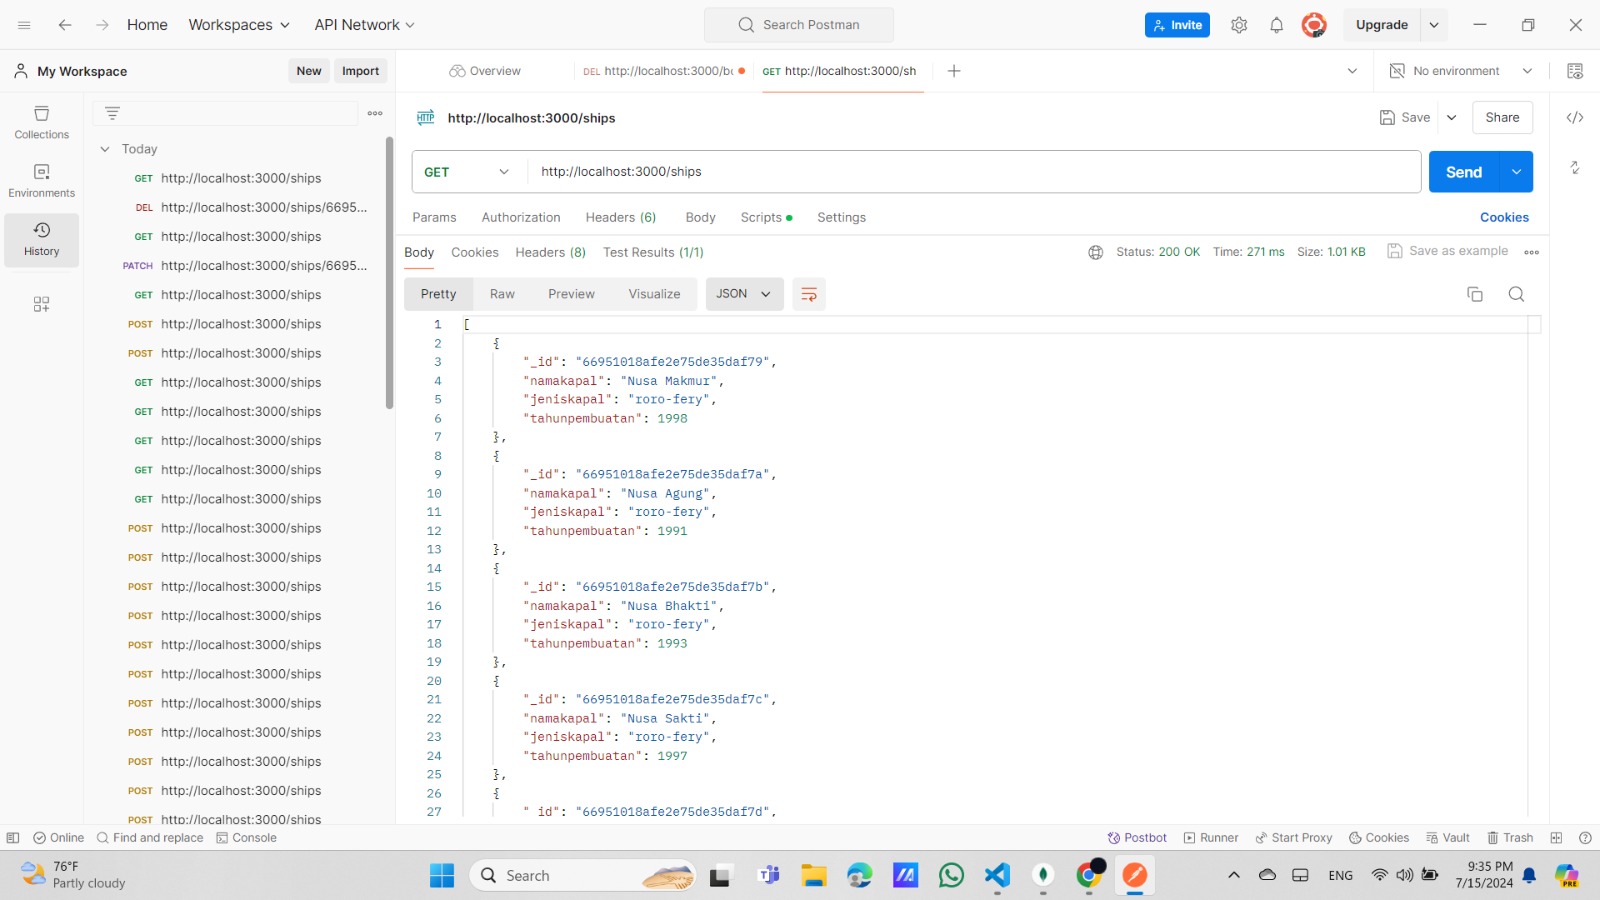 Home
Workspaces
API Network
Search Postman
Invite
Upgrade
My Workspace
New
Import
Overview
DEL http://localhost:3000/b
GET http://localhost:3000/sh
No environment
Collections
Environments
History
Today
GET http://localhost:3000/ships
DEL http://localhost:3000/ships/6695...
GET http://localhost:3000/ships
PATCH http://localhost:3000/ships/6695...
GET http://localhost:3000/ships
POST http://localhost:3000/ships
POST http://localhost:3000/ships
GET http://localhost:3000/ships
GET http://localhost:3000/ships
GET http://localhost:3000/ships
GET http://localhost:3000/ships
GET http://localhost:3000/ships
POST http://localhost:3000/ships
POST http://localhost:3000/ships
POST http://localhost:3000/ships
POST http://localhost:3000/ships
POST http://localhost:3000/ships
POST http://localhost:3000/ships
POST http://localhost:3000/ships
POST http://localhost:3000/ships
POST http://localhost:3000/ships
POST http://localhost:3000/ships
POST http://localhost:3000/ships
HTTP http://localhost:3000/ships
Save
Share
GET http://localhost:3000/ships
Send
Params Authorization Headers (6) Body Scripts Settings
Cookies
Body Cookies Headers (8) Test Results (1/1)
Status: 200 OK Time: 271 ms Size: 1.01 KB
Save as example
Pretty Raw Preview Visualize JSON
1 [
2 {
3 "_id": "66951018afe2e75de35daf79",
4 "namakapal": "Nusa Makmur",
5 "jeniskapal": "roro-fery",
6 "tahunpembuatan": 1998
7 },
8 {
9 "_id": "66951018afe2e75de35daf7a",
10 "namakapal": "Nusa Agung",
11 "jeniskapal": "roro-fery",
12 "tahunpembuatan": 1991
13 },
14 {
15 "_id": "66951018afe2e75de35daf7b",
16 "namakapal": "Nusa Bhakti",
17 "jeniskapal": "roro-fery",
18 "tahunpembuatan": 1993
19 },
20 {
21 "_id": "66951018afe2e75de35daf7c",
22 "namakapal": "Nusa Sakti",
23 "jeniskapal": "roro-fery",
24 "tahunpembuatan": 1997
25 },
26 {
27 "_id": "66951018afe2e75de35daf7d",
Online
Find and replace
Console
Postbot
Runner
Start Proxy
Cookies
Vault
Trash
76°F
Partly cloudy
Search
ENG
9:35 PM
7/15/2024
PRE